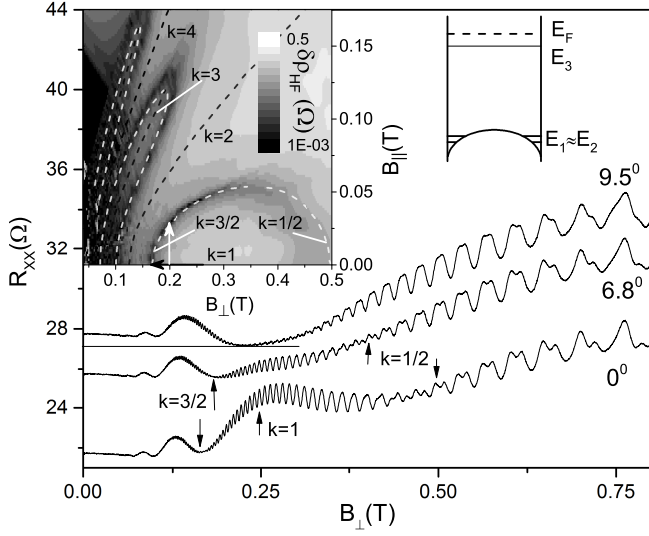 44
40
36
32
28
24
R_XX(Ω)
0.00
0.25
0.50
0.75
B_⊥(T)
k=4
k=3
k=2
k=3/2
k=1/2
k=1
0.5
δρ_HF (Ω)
1E-03
0.15
0.10
0.05
0.00
B_||(T)
0.1
0.2
0.3
0.4
0.5
B_⊥(T)
E_F
E_3
E_1≈E_2
9.5^0
6.8^0
0^0
k=1/2
k=3/2
k=1